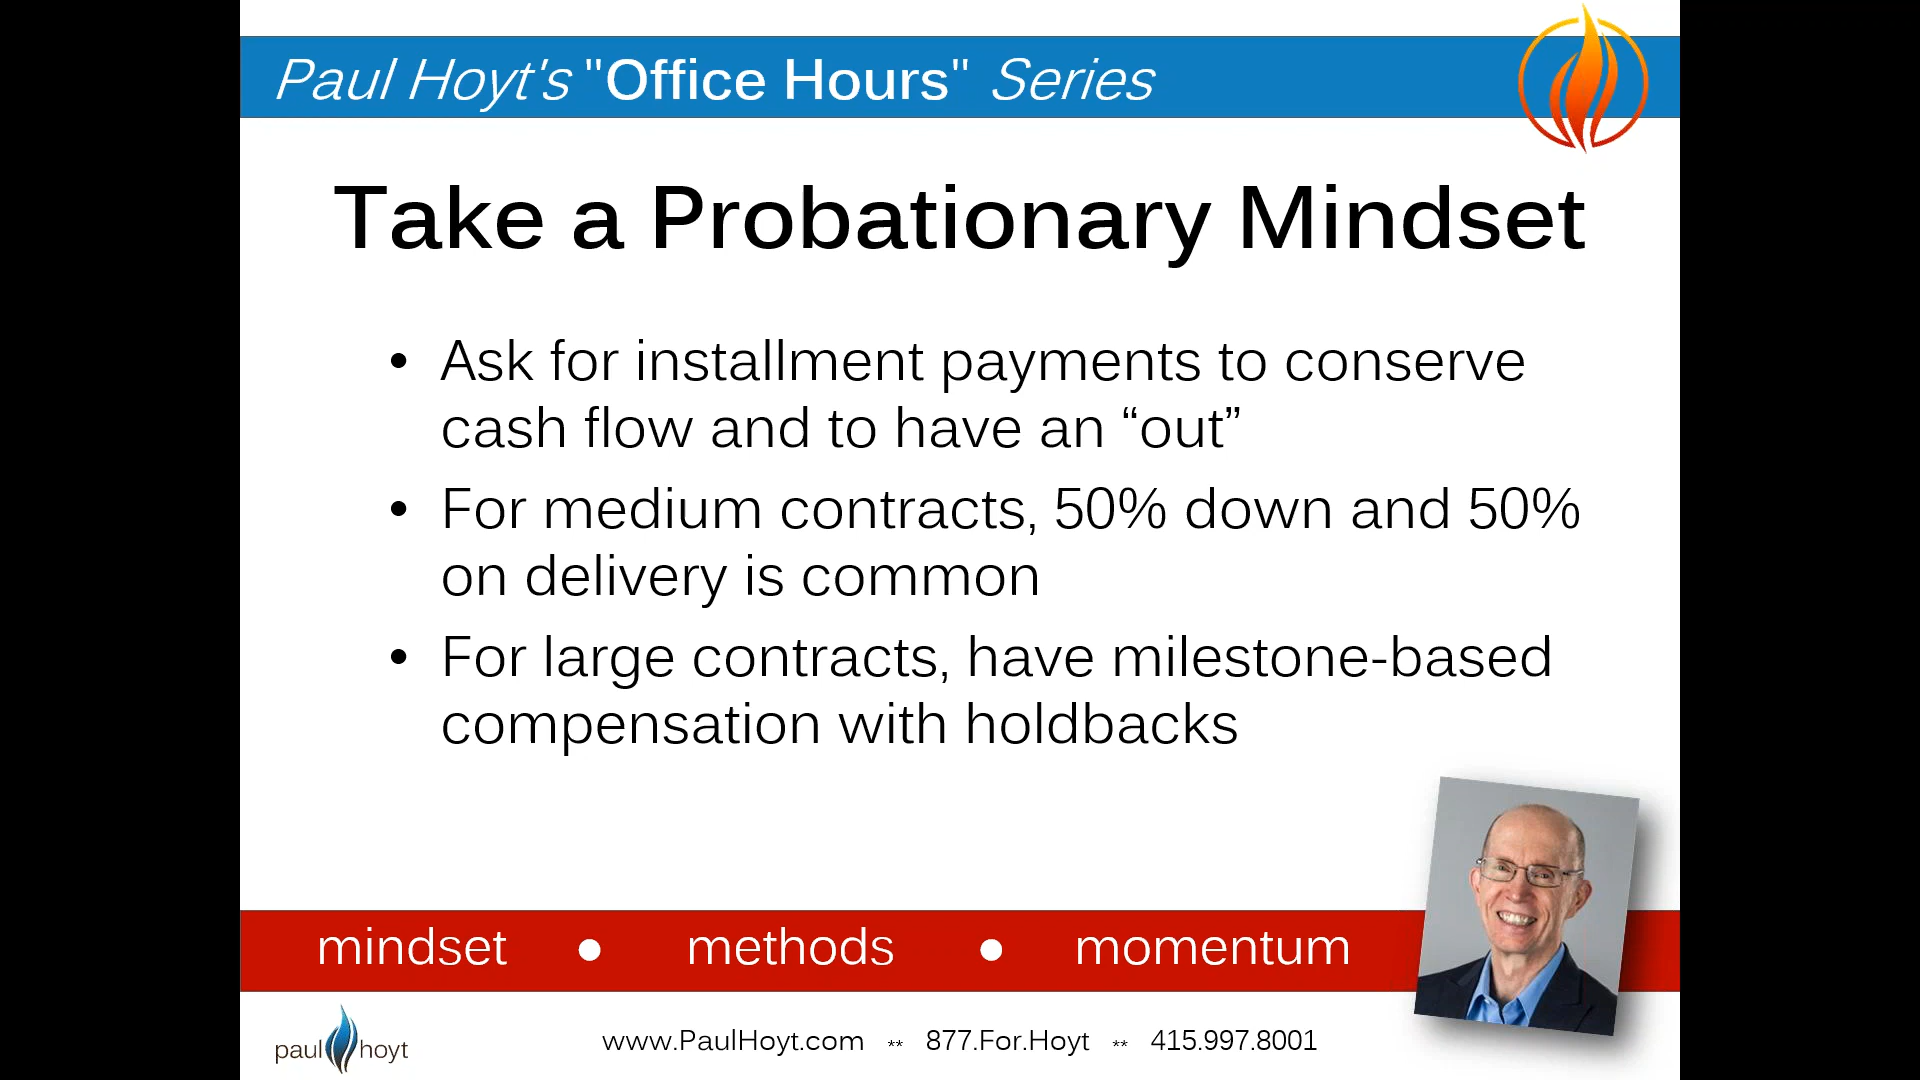 Paul Hoyt's "Office Hours" Series
Take a Probationary Mindset
• Ask for installment payments to conserve
cash flow and to have an “out”
• For medium contracts, 50% down and 50%
on delivery is common
• For large contracts, have milestone-based
compensation with holdbacks
mindset • methods • momentum
paul hoyt
www.PaulHoyt.com ** 877.For.Hoyt ** 415.997.8001